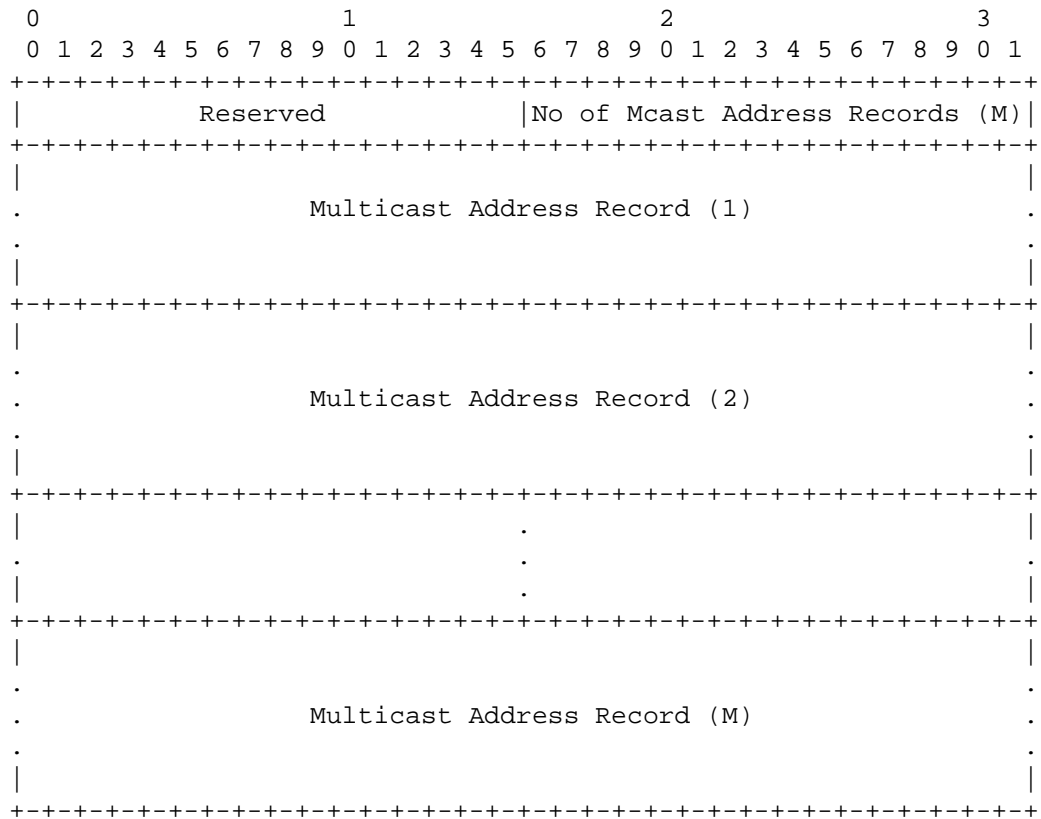 0                   1                   2                   3
 0 1 2 3 4 5 6 7 8 9 0 1 2 3 4 5 6 7 8 9 0 1 2 3 4 5 6 7 8 9 0 1
+-+-+-+-+-+-+-+-+-+-+-+-+-+-+-+-+-+-+-+-+-+-+-+-+-+-+-+-+-+-+-+-+
|           Reserved            |No of Mcast Address Records (M)|
+-+-+-+-+-+-+-+-+-+-+-+-+-+-+-+-+-+-+-+-+-+-+-+-+-+-+-+-+-+-+-+-+
|                                                               |
.                  Multicast Address Record (1)                 .
.                                                               .
|                                                               |
+-+-+-+-+-+-+-+-+-+-+-+-+-+-+-+-+-+-+-+-+-+-+-+-+-+-+-+-+-+-+-+-+
|                                                               |
.                                                               .
.                  Multicast Address Record (2)                 .
.                                                               .
|                                                               |
+-+-+-+-+-+-+-+-+-+-+-+-+-+-+-+-+-+-+-+-+-+-+-+-+-+-+-+-+-+-+-+-+
|                               .                               |
.                               .                               .
|                               .                               |
+-+-+-+-+-+-+-+-+-+-+-+-+-+-+-+-+-+-+-+-+-+-+-+-+-+-+-+-+-+-+-+-+
|                                                               |
.                                                               .
.                  Multicast Address Record (M)                 .
.                                                               .
|                                                               |
+-+-+-+-+-+-+-+-+-+-+-+-+-+-+-+-+-+-+-+-+-+-+-+-+-+-+-+-+-+-+-+-+